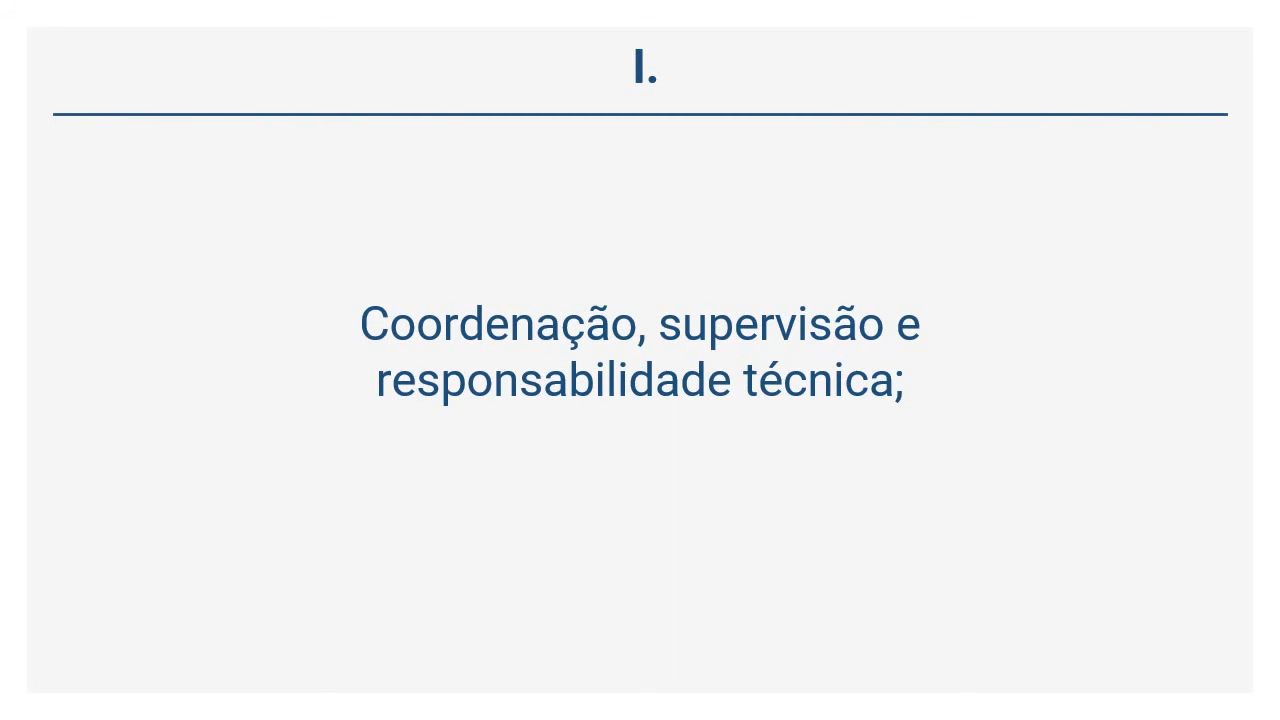 I.
Coordenação, supervisão e
responsabilidade técnica;